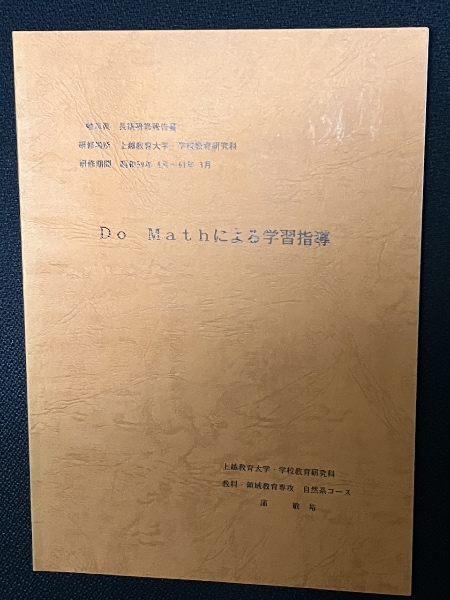 長期研修報告書
研修場所 上越教育大学・学校教育研究科
研修期間 昭和59年 4月〜61年 3月
Do Mathによる学習指導
上越教育大学・学校教育研究科
教科・領域教育専攻 自然系コース
敏